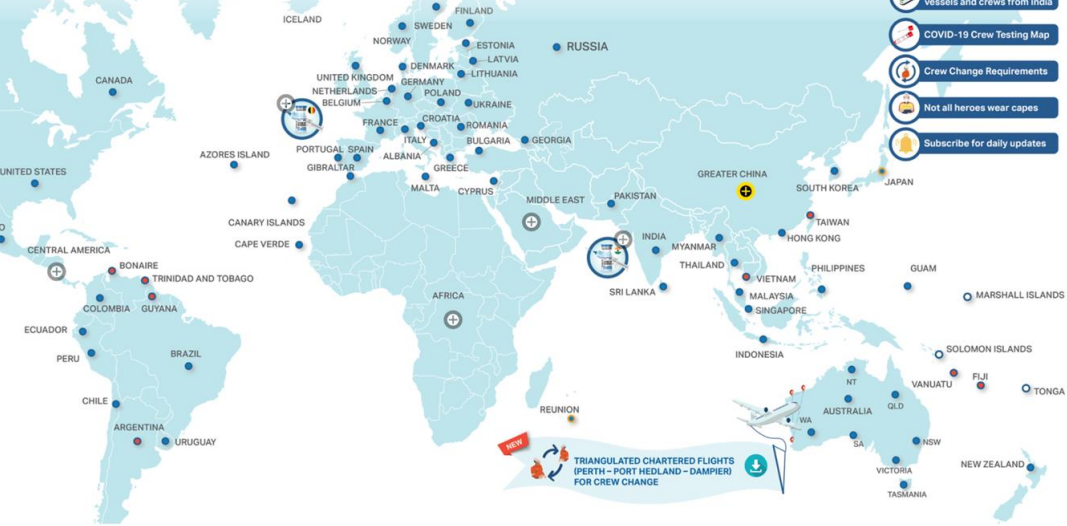 vessels and crews from India
COVID-19 Crew Testing Map
Crew Change Requirements
Not all heroes wear capes
Subscribe for daily updates
ICELAND
FINLAND
SWEDEN
NORWAY
ESTONIA
RUSSIA
LATVIA
DENMARK
LITHUANIA
CANADA
UNITED KINGDOM
GERMANY
NETHERLANDS
POLAND
BELGIUM
UKRAINE
CROATIA
FRANCE
ROMANIA
ITALY
BULGARIA
GEORGIA
PORTUGAL
SPAIN
ALBANIA
AZORES ISLAND
GIBRALTAR
GREECE
UNITED STATES
GREATER CHINA
JAPAN
SOUTH KOREA
MALTA
CYPRUS
MIDDLE EAST
PAKISTAN
CANARY ISLANDS
TAIWAN
CAPE VERDE
INDIA
HONG KONG
MYANMAR
CENTRAL AMERICA
BONAIRE
THAILAND
PHILIPPINES
GUAM
TRINIDAD AND TOBAGO
VIETNAM
SRI LANKA
MALAYSIA
MARSHALL ISLANDS
AFRICA
COLOMBIA
GUYANA
SINGAPORE
ECUADOR
PERU
BRAZIL
INDONESIA
SOLOMON ISLANDS
NT
VANUATU
FIJI
TONGA
CHILE
REUNION
AUSTRALIA
QLD
WA
ARGENTINA
URUGUAY
SA
NSW
NEW
TRIANGULATED CHARTERED FLIGHTS
(PERTH – PORT HEDLAND – DAMPIER)
FOR CREW CHANGE
VICTORIA
NEW ZEALAND
TASMANIA